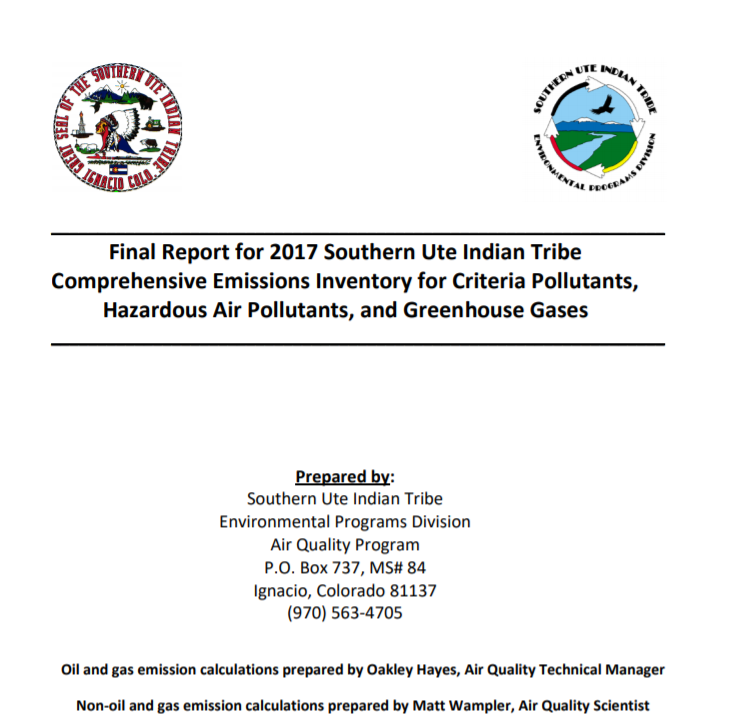 GREAT SEAL OF THE SOUTHERN UTE INDIAN TRIBE
IGNACIO COLO.
SOUTHERN UTE INDIAN TRIBE
ENVIRONMENTAL PROGRAMS DIVISION
Final Report for 2017 Southern Ute Indian Tribe
Comprehensive Emissions Inventory for Criteria Pollutants,
Hazardous Air Pollutants, and Greenhouse Gases
Prepared by:
Southern Ute Indian Tribe
Environmental Programs Division
Air Quality Program
P.O. Box 737, MS# 84
Ignacio, Colorado 81137
(970) 563-4705
Oil and gas emission calculations prepared by Oakley Hayes, Air Quality Technical Manager
Non-oil and gas emission calculations prepared by Matt Wampler, Air Quality Scientist